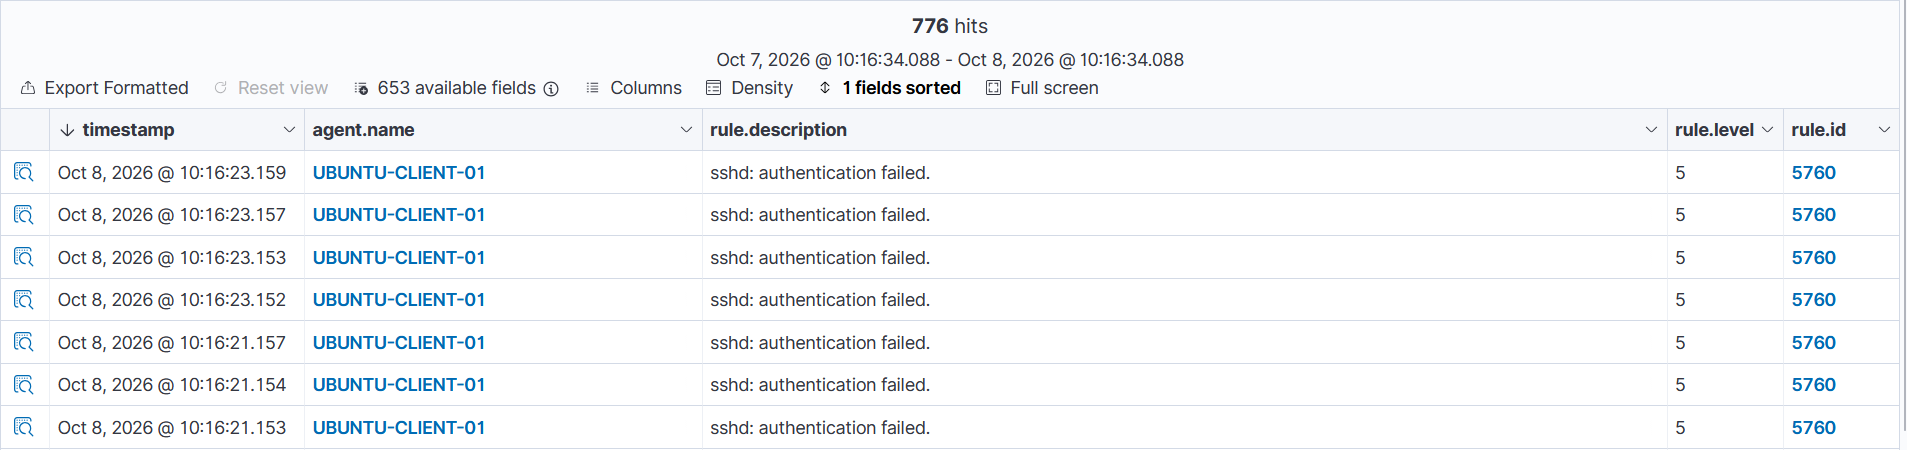 776 hits
Oct 7, 2026 @ 10:16:34.088 - Oct 8, 2026 @ 10:16:34.088
Export Formatted Reset view 653 available fields Columns Density 1 fields sorted Full screen
timestamp agent.name rule.description rule.level rule.id
Oct 8, 2026 @ 10:16:23.159 UBUNTU-CLIENT-01 sshd: authentication failed. 5 5760
Oct 8, 2026 @ 10:16:23.157 UBUNTU-CLIENT-01 sshd: authentication failed. 5 5760
Oct 8, 2026 @ 10:16:23.153 UBUNTU-CLIENT-01 sshd: authentication failed. 5 5760
Oct 8, 2026 @ 10:16:23.152 UBUNTU-CLIENT-01 sshd: authentication failed. 5 5760
Oct 8, 2026 @ 10:16:21.157 UBUNTU-CLIENT-01 sshd: authentication failed. 5 5760
Oct 8, 2026 @ 10:16:21.154 UBUNTU-CLIENT-01 sshd: authentication failed. 5 5760
Oct 8, 2026 @ 10:16:21.153 UBUNTU-CLIENT-01 sshd: authentication failed. 5 5760